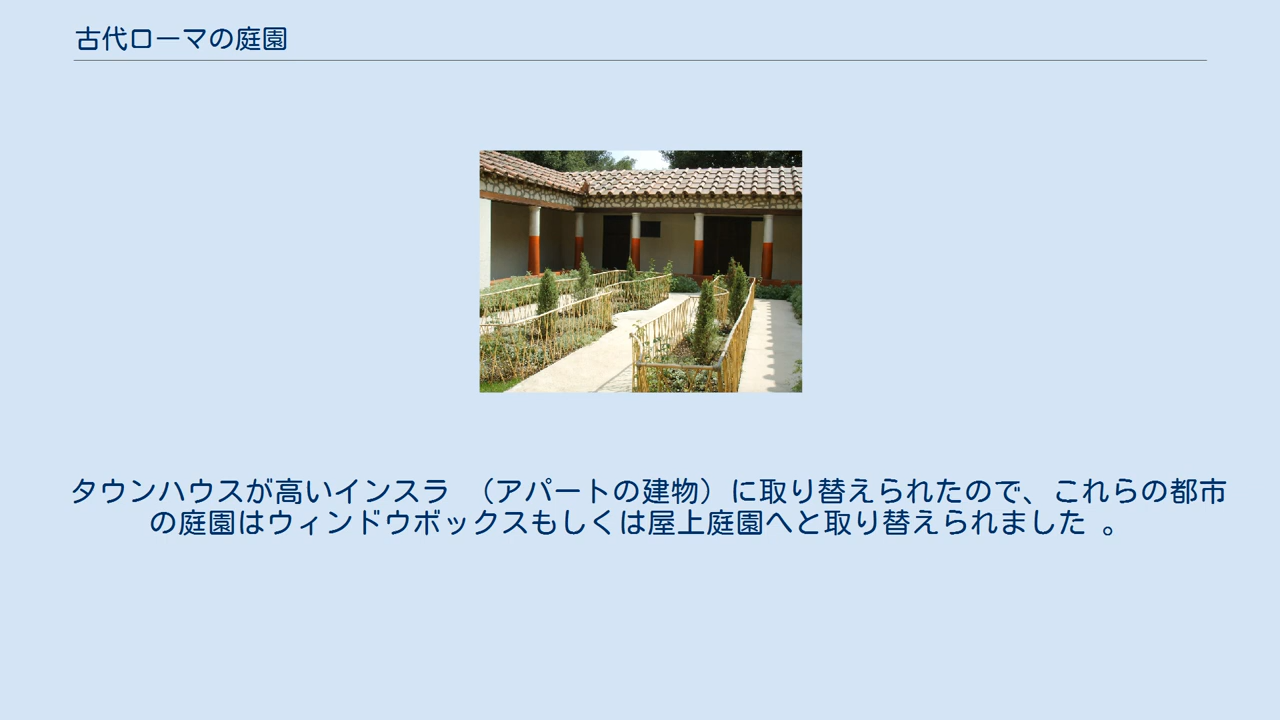 古代ローマの庭園
タウンハウスが高いインスラ （アパートの建物）に取り替えられたので、これらの都市
の庭園はウィンドウボックスもしくは屋上庭園へと取り替えられました 。